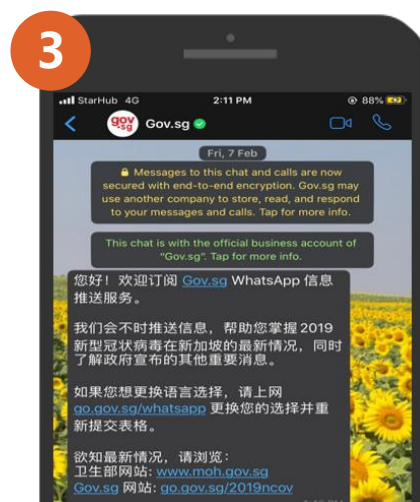 3
StarHub 4G 2:11 PM 88%
gov
sg
Gov.sg
Fri, 7 Feb
Messages to this chat and calls are now
secured with end-to-end encryption. Gov.sg may
use another company to store, read, and respond
to your messages and calls. Tap for more info.
This chat is with the official business account of
"Gov.sg". Tap for more info.
您好！欢迎订阅 Gov.sg WhatsApp 信息
推送服务。
我们会不时推送信息，帮助您掌握 2019
新型冠状病毒在新加坡的最新情况，同时
了解政府宣布的其他重要消息。
如果您想更换语言选择，请上网
go.gov.sg/whatsapp 更换您的选择并重
新提交表格。
欲知最新情况，请浏览：
卫生部网站: www.moh.gov.sg
Gov.sg 网站: go.gov.sg/2019ncov